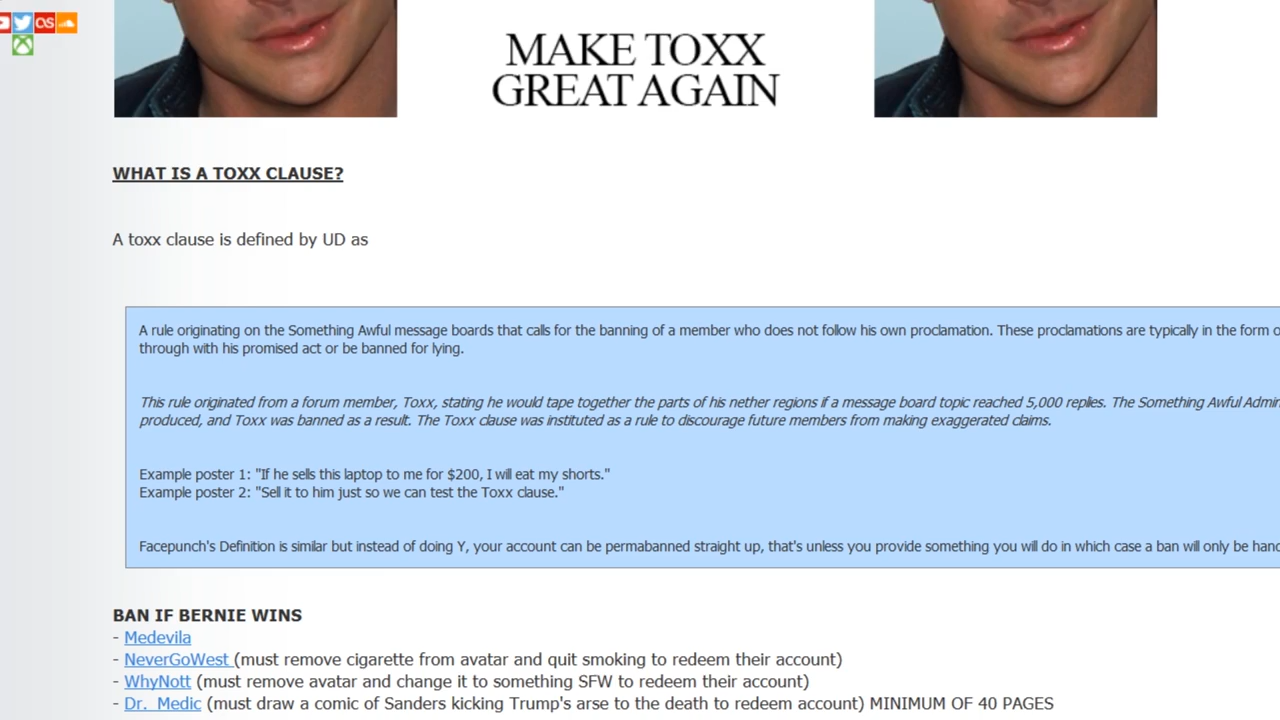 MAKE TOXX
GREAT AGAIN
WHAT IS A TOXX CLAUSE?
A toxx clause is defined by UD as
A rule originating on the Something Awful message boards that calls for the banning of a member who does not follow his own proclamation. These proclamations are typically in the form
through with his promised act or be banned for lying.
This rule originated from a forum member, Toxx, stating he would tape together the parts of his nether regions if a message board topic reached 5,000 replies. The Something Awful
produced, and Toxx was banned as a result. The Toxx clause was instituted as a rule to discourage future members from making exaggerated claims.
Example poster 1: "If he sells this laptop to me for $200, I will eat my shorts."
Example poster 2: "Sell it to him just so we can test the Toxx clause."
Facepunch's Definition is similar but instead of doing Y, your account can be permabanned straight up, that's unless you provide something you will do in which case a ban will only be
BAN IF BERNIE WINS
- Medevila
- NeverGoWest (must remove cigarette from avatar and quit smoking to redeem their account)
- WhyNott (must remove avatar and change it to something SFW to redeem their account)
- Dr. Medic (must draw a comic of Sanders kicking Trump's arse to the death to redeem account) MINIMUM OF 40 PAGES